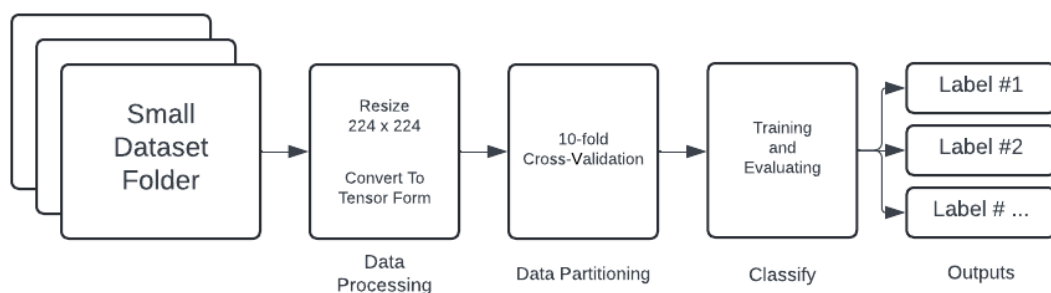 Small
Dataset
Folder
Resize
224 x 224
Convert To
Tensor Form
Data
Processing
10-fold
Cross-Validation
Data Partitioning
Training
and
Evaluating
Classify
Label #1
Label #2
Label # ...
Outputs